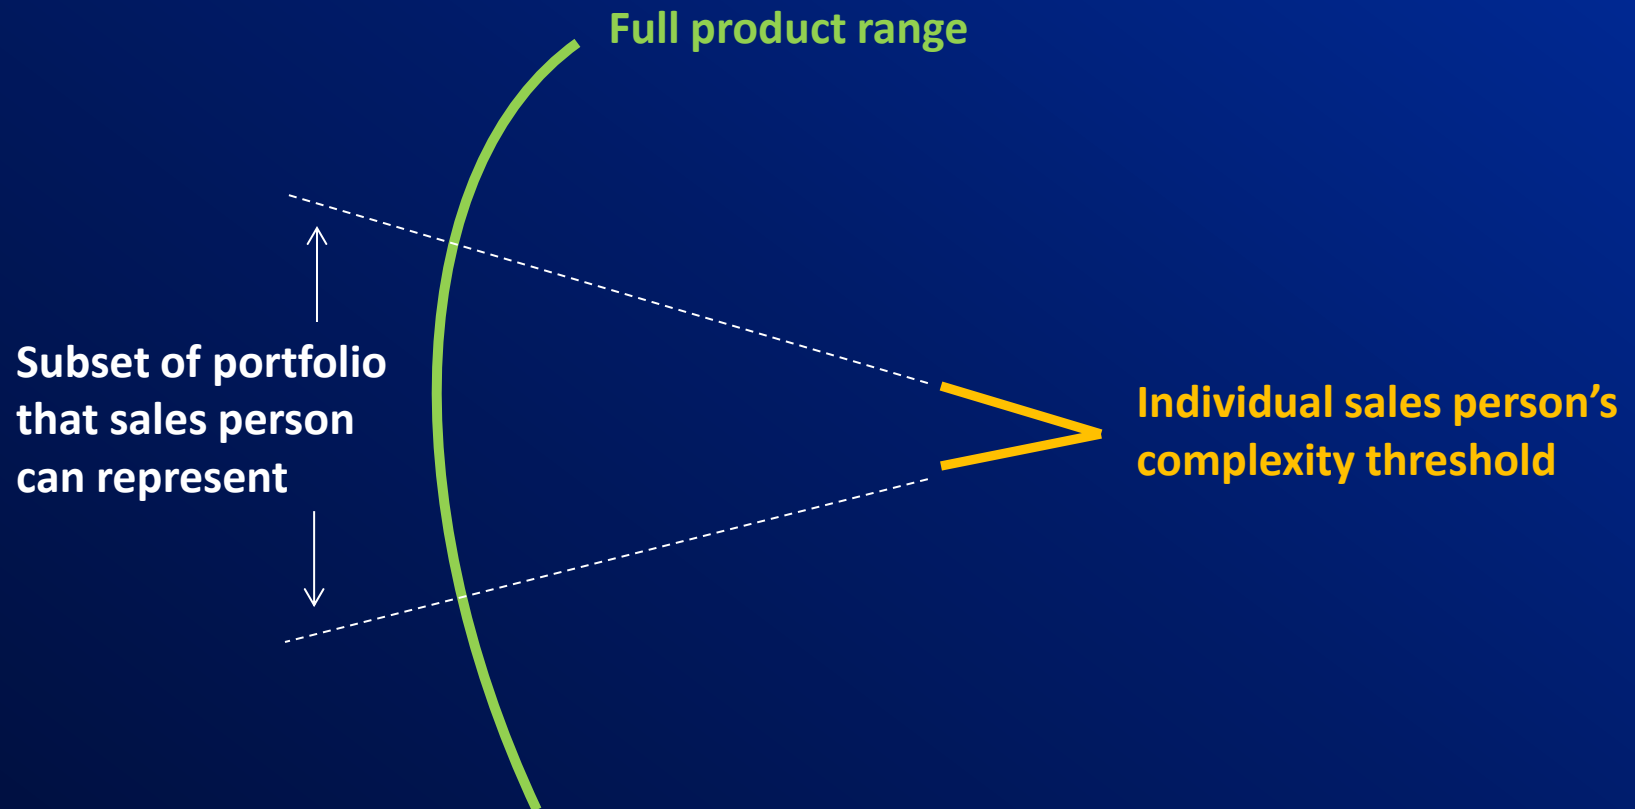 Full product range
Subset of portfolio
that sales person
can represent
Individual sales person’s
complexity threshold